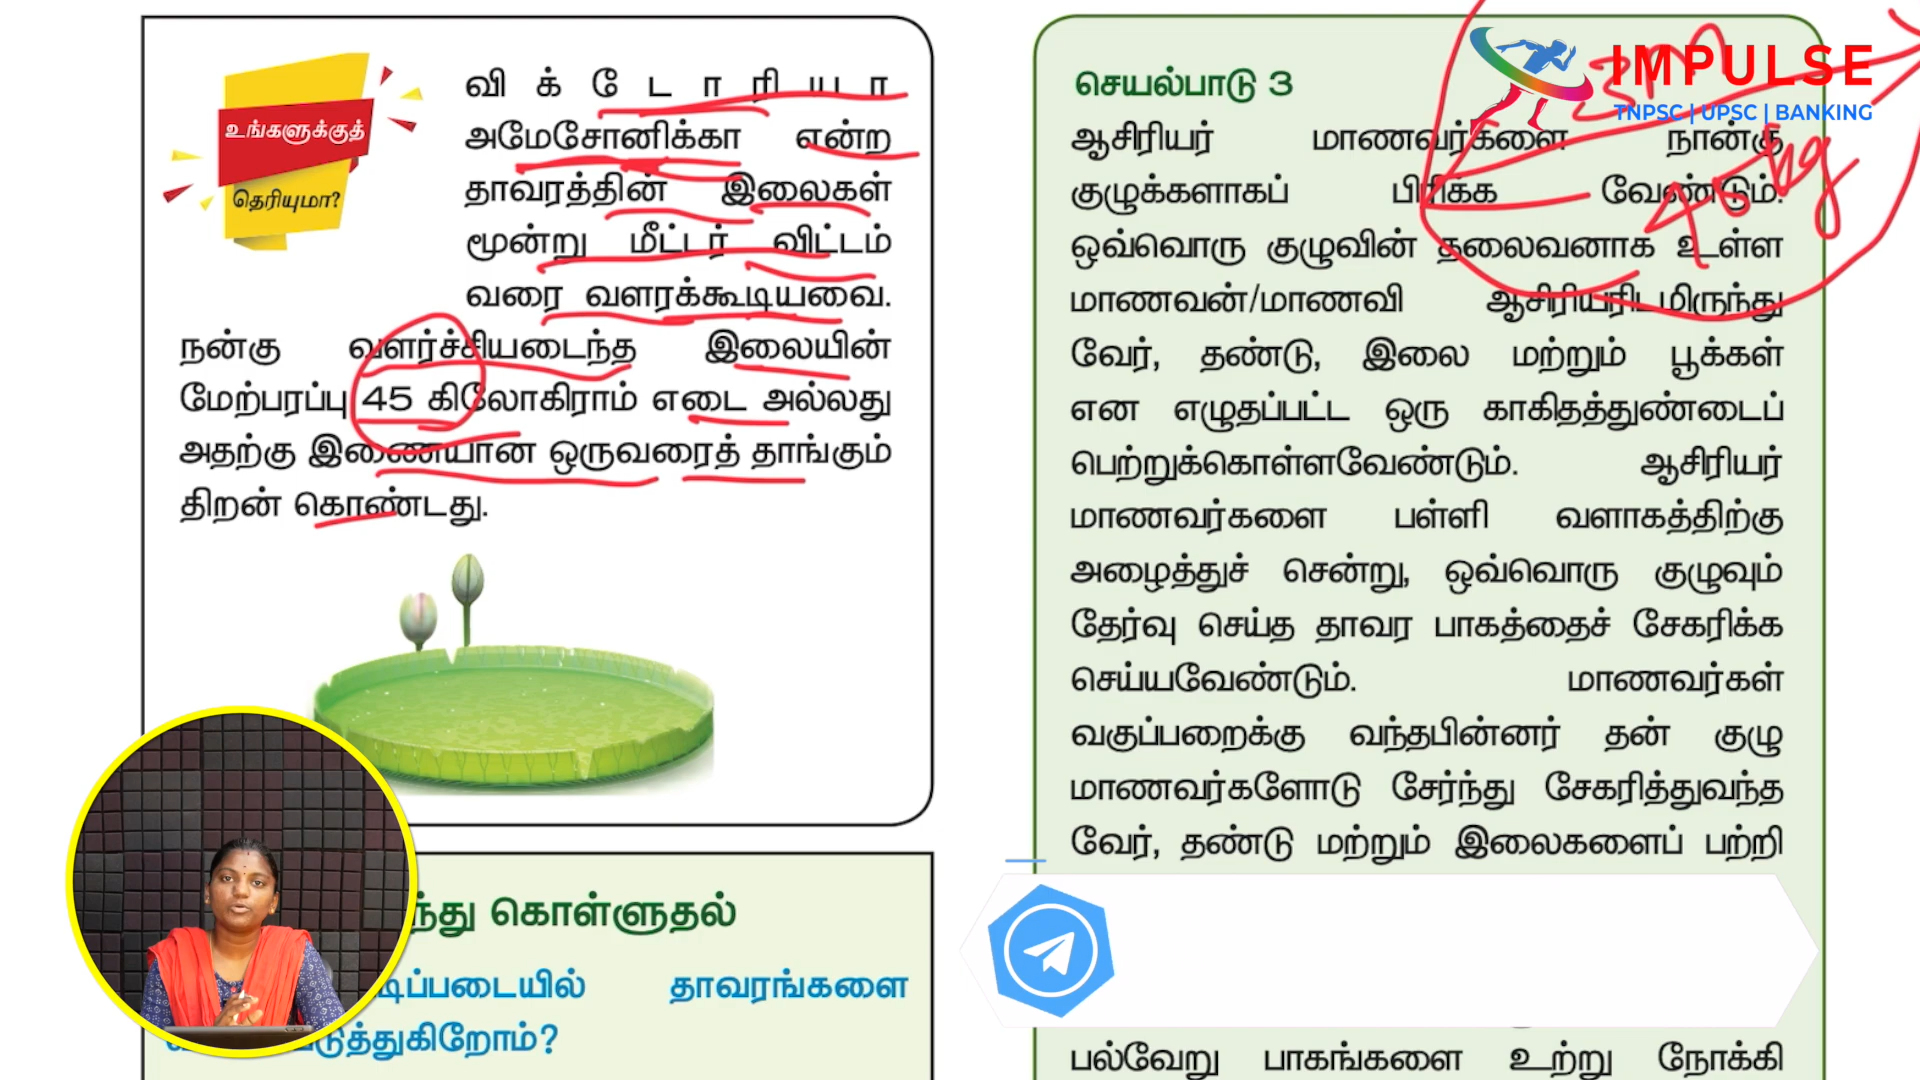 உங்களுக்குத்
தெரியுமா?
விக்டோரியா
அமேசோனிக்கா என்ற
தாவரத்தின் இலைகள்
மூன்று மீட்டர் விட்டம்
வரை வளரக்கூடியவை.
நன்கு வளர்ச்சியடைந்த இலையின்
மேற்பரப்பு 45 கிலோகிராம் எடை அல்லது
அதற்கு இணையான ஒருவரைத் தாங்கும்
திறன் கொண்டது.
ந்து கொள்ளுதல்
டிப்படையில் தாவரங்களை
டுத்துகிறோம்?
செயல்பாடு 3
ஆசிரியர் மாணவர்களை நான்கு
குழுக்களாகப் பிரிக்க வேண்டும்.
ஒவ்வொரு குழுவின் தலைவனாக உள்ள
மாணவன்/மாணவி ஆசிரியரிடமிருந்து
வேர், தண்டு, இலை மற்றும் பூக்கள்
என எழுதப்பட்ட ஒரு காகிதத்துண்டைப்
பெற்றுக்கொள்ளவேண்டும். ஆசிரியர்
மாணவர்களை பள்ளி வளாகத்திற்கு
அழைத்துச் சென்று, ஒவ்வொரு குழுவும்
தேர்வு செய்த தாவர பாகத்தைச் சேகரிக்க
செய்யவேண்டும். மாணவர்கள்
வகுப்பறைக்கு வந்தபின்னர் தன் குழு
மாணவர்களோடு சேர்ந்து சேகரித்துவந்த
வேர், தண்டு மற்றும் இலைகளைப் பற்றி
பல்வேறு பாகங்களை உற்று நோக்கி
IMPULSE
TNPSC | UPSC | BANKING
3m
45kg